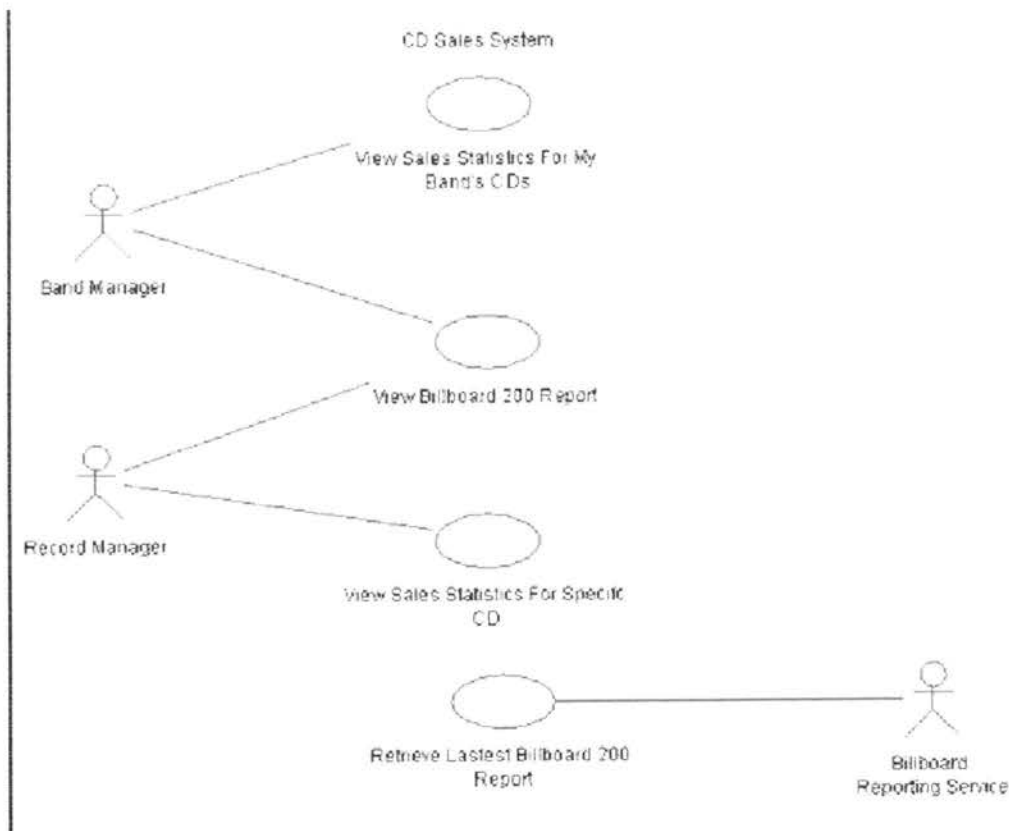 CD Sales System
View Sales Statistics For My
Band's CDs
Band Manager
View Billboard 200 Report
Record Manager
View Sales Statistics For Specific
CD
Retrieve Lastest Billboard 200
Report
Billboard
Reporting Service